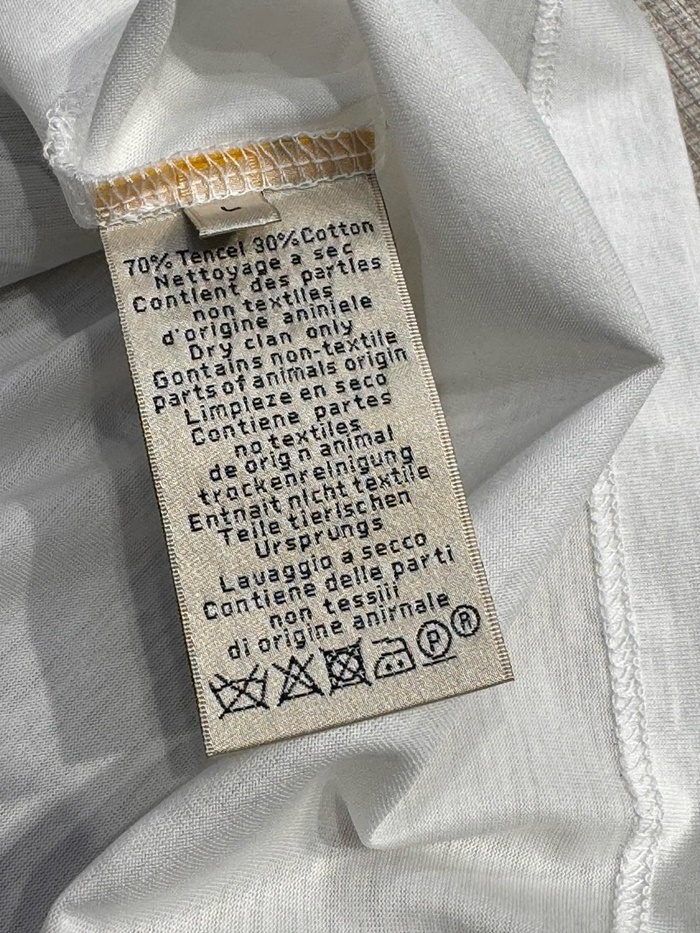 L
70% Tencel 30% Cotton
Nettoyage a sec
Contient des parties
non textiles
d'origine aniniele
Dry clan only
Gontains non-textile
parts of animals origin
Limpieze en seco
Contiene partes
no textiles
de orig n animal
trockenreinigung
Entnait nicht textile
Teile tierischen
Ursprungs
Lavaggio a secco
Contiene delle parti
non tessiii
di origine anirnale
P R